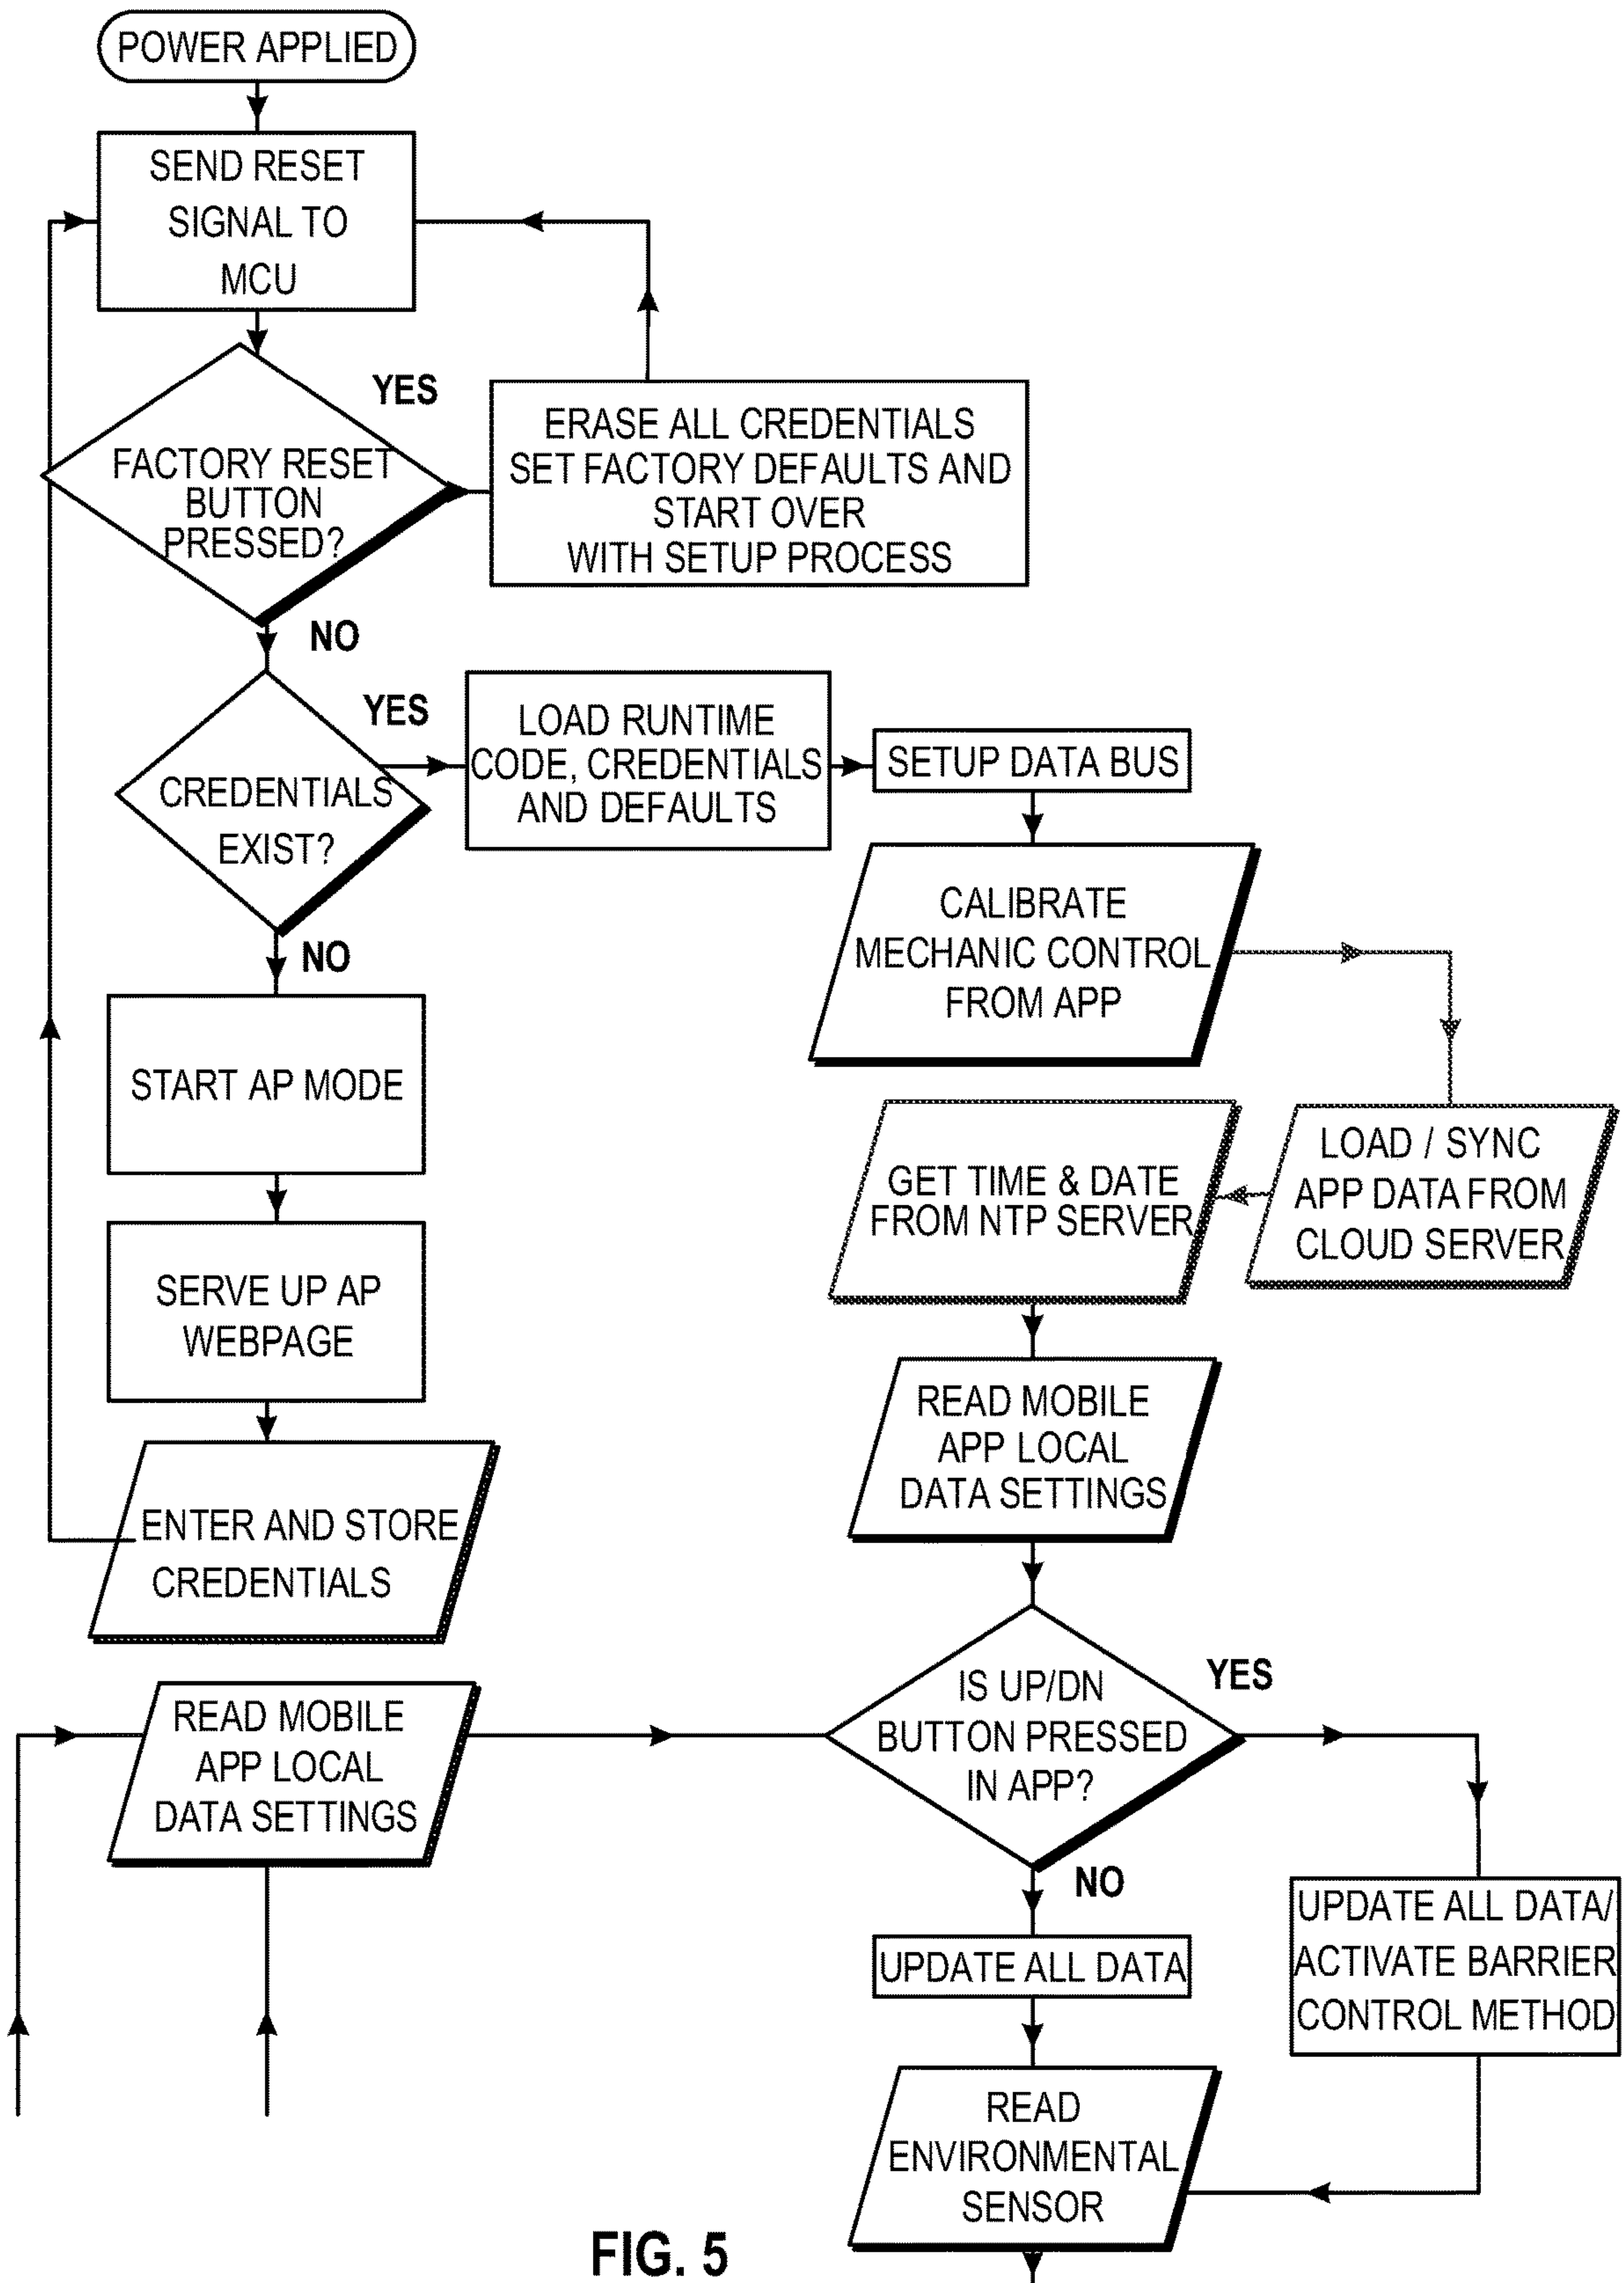 POWER APPLIED
SEND RESET
SIGNAL TO
MCU
FACTORY RESET
BUTTON
PRESSED?
YES
ERASE ALL CREDENTIALS
SET FACTORY DEFAULTS AND
START OVER
WITH SETUP PROCESS
NO
CREDENTIALS
EXIST?
YES
LOAD RUNTIME
CODE, CREDENTIALS
AND DEFAULTS
SETUP DATA BUS
CALIBRATE
MECHANIC CONTROL
FROM APP
NO
START AP MODE
SERVE UP AP
WEBPAGE
ENTER AND STORE
CREDENTIALS
LOAD / SYNC
APP DATA FROM
CLOUD SERVER
GET TIME & DATE
FROM NTP SERVER
READ MOBILE
APP LOCAL
DATA SETTINGS
READ MOBILE
APP LOCAL
DATA SETTINGS
IS UP/DN
BUTTON PRESSED
IN APP?
YES
NO
UPDATE ALL DATA
UPDATE ALL DATA/
ACTIVATE BARRIER
CONTROL METHOD
READ
ENVIRONMENTAL
SENSOR
FIG. 5